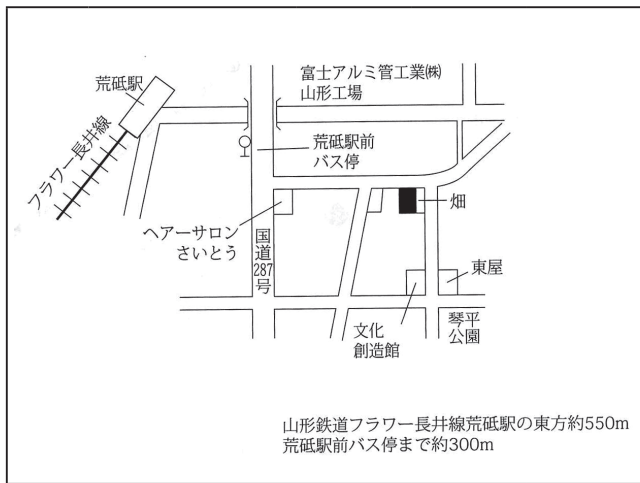 荒砥駅
富士アルミ管工業㈱
山形工場
フラワー長井線
荒砥駅前
バス停
畑
ヘアーサロン
さいとう
国道287号
東屋
文化
創造館
琴平
公園
山形鉄道フラワー長井線荒砥駅の東方約550m
荒砥駅前バス停まで約300m